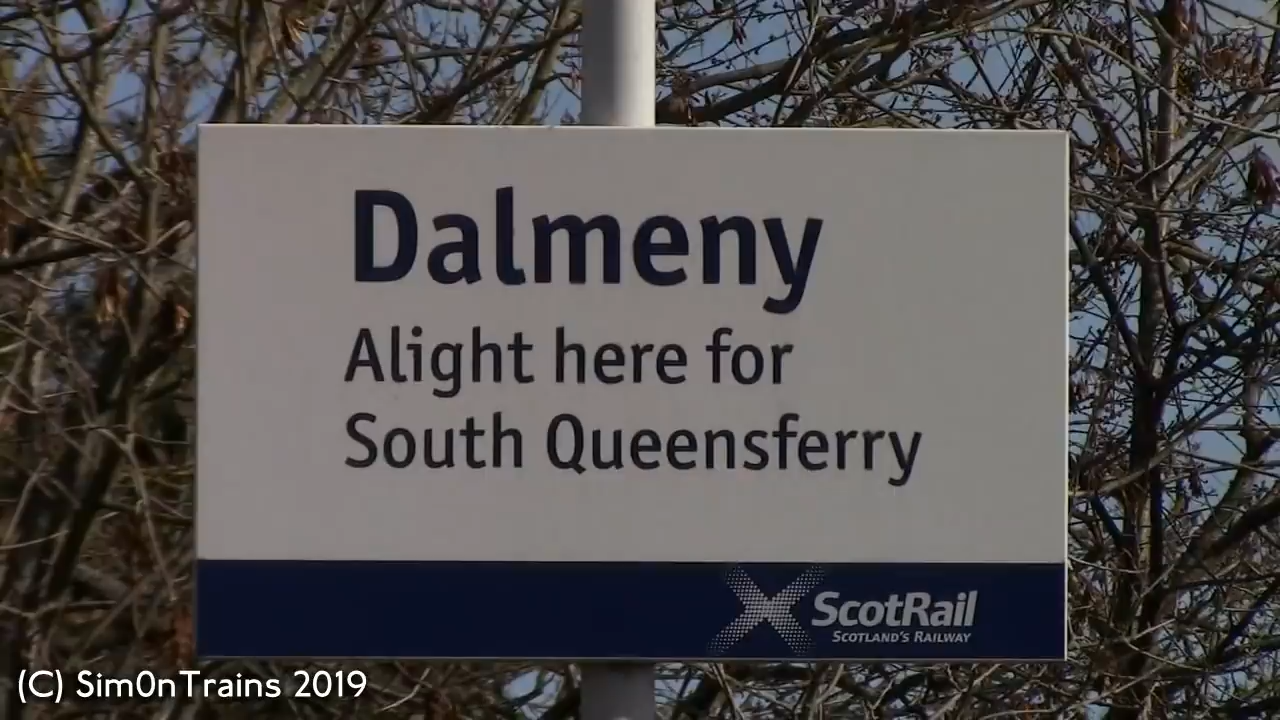 Dalmeny
Alight here for
South Queensferry
ScotRail
SCOTLAND'S RAILWAY
(C) Sim0nTrains 2019